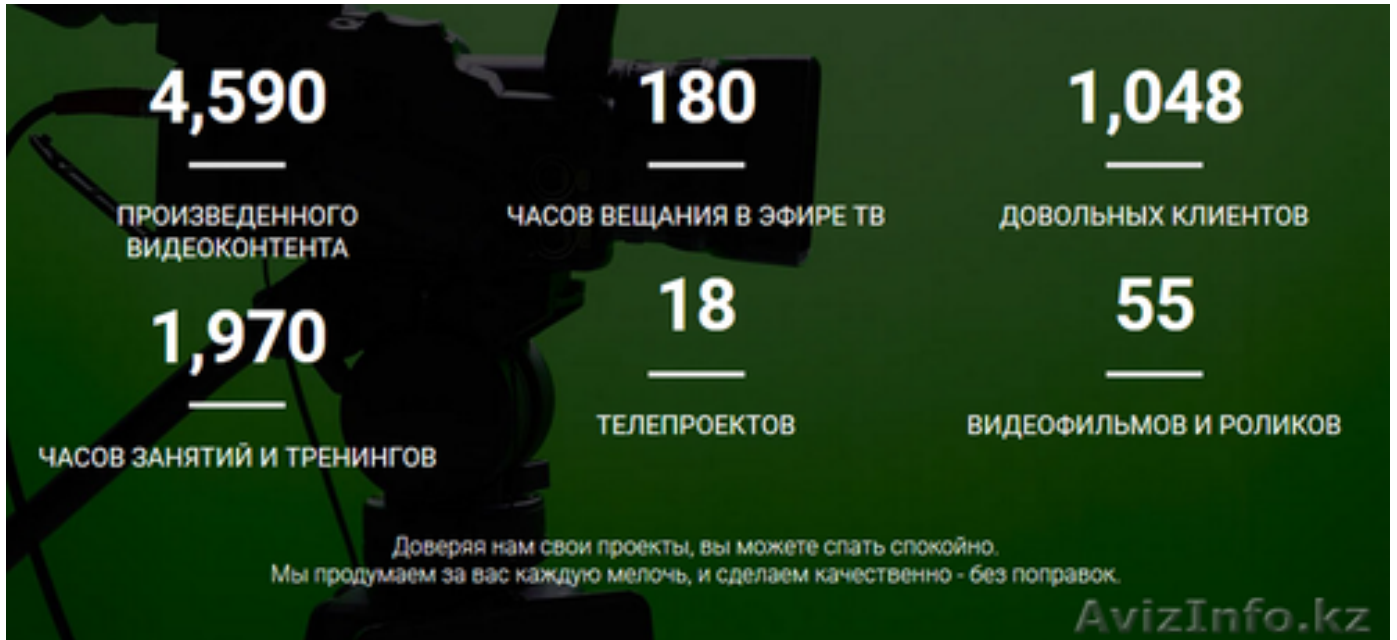 4,590
ПРОИЗВЕДЕННОГО
ВИДЕОКОНТЕНТА
180
ЧАСОВ ВЕЩАНИЯ В ЭФИРЕ ТВ
1,048
ДОВОЛЬНЫХ КЛИЕНТОВ
1,970
ЧАСОВ ЗАНЯТИЙ И ТРЕНИНГОВ
18
ТЕЛЕПРОЕКТОВ
55
ВИДЕОФИЛЬМОВ И РОЛИКОВ
Доверяя нам свои проекты, вы можете спать спокойно.
Мы продумаем за вас каждую мелочь, и сделаем качественно - без поправок.
AvizInfo.kz